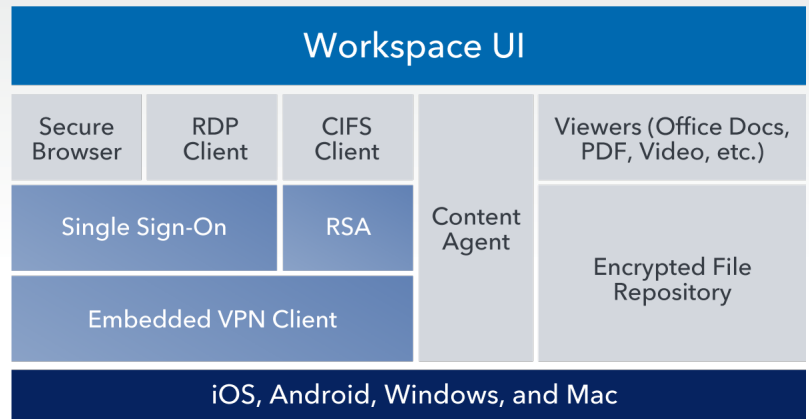 Workspace UI
Secure
Browser
RDP
Client
CIFS
Client
Viewers (Office Docs,
PDF, Video, etc.)
Single Sign-On
RSA
Content
Agent
Encrypted File
Repository
Embedded VPN Client
iOS, Android, Windows, and Mac